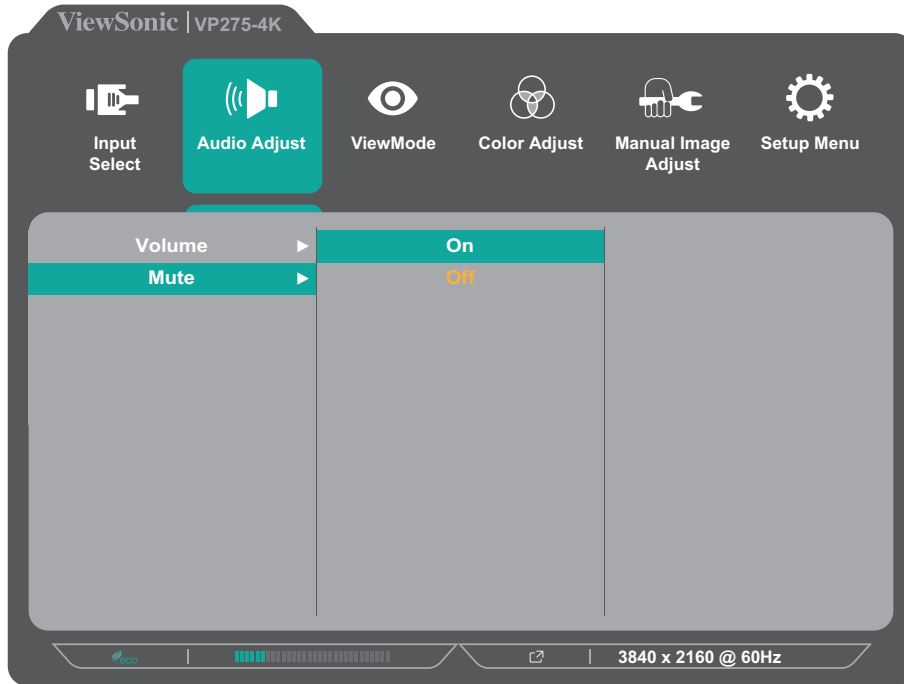 ViewSonic | VP275-4K
Input Select
Audio Adjust
ViewMode
Color Adjust
Manual Image Adjust
Setup Menu
Volume
On
Mute
Off
eco
3840 x 2160 @ 60Hz